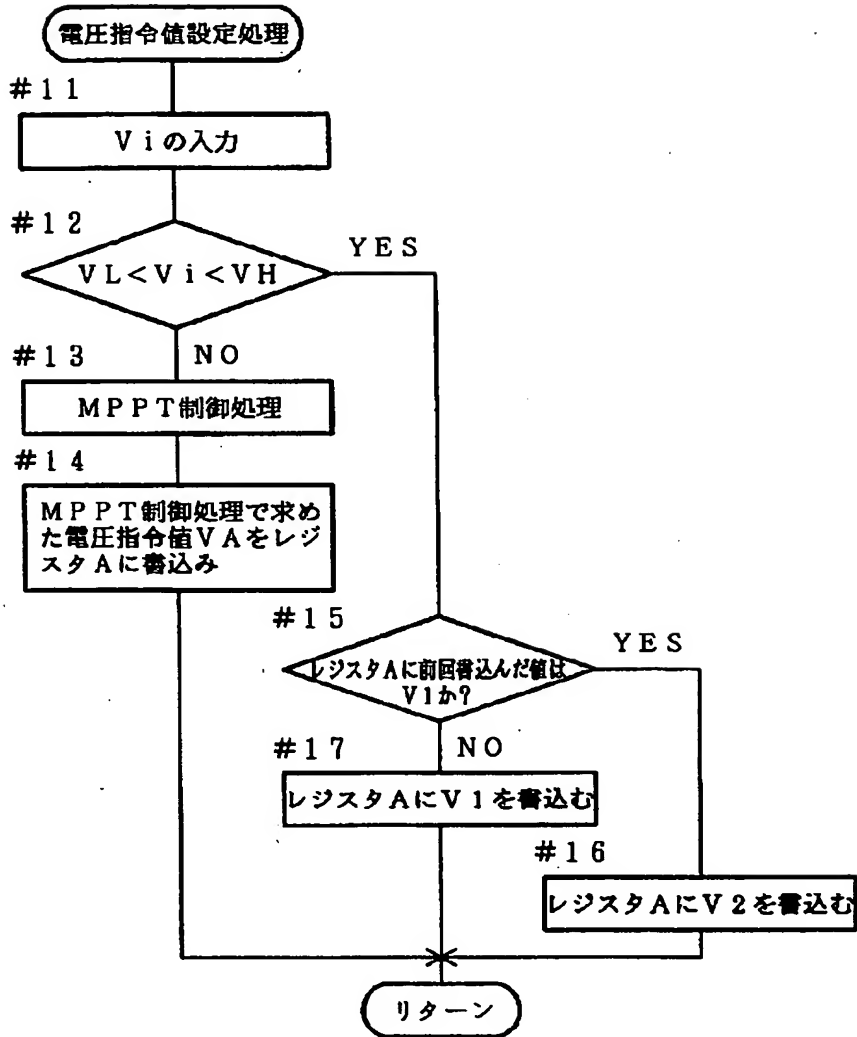 電圧指令値設定処理
#11
Viの入力
#12
VL<Vi<VH
YES
#13
NO
MPPT制御処理
#14
MPPT制御処理で求め
た電圧指令値VAをレジ
スタAに書込み
#15
YES
レジスタAに前回書込んだ値は
V1か?
#17
NO
レジスタAにV1を書込む
#16
レジスタAにV2を書込む
リターン